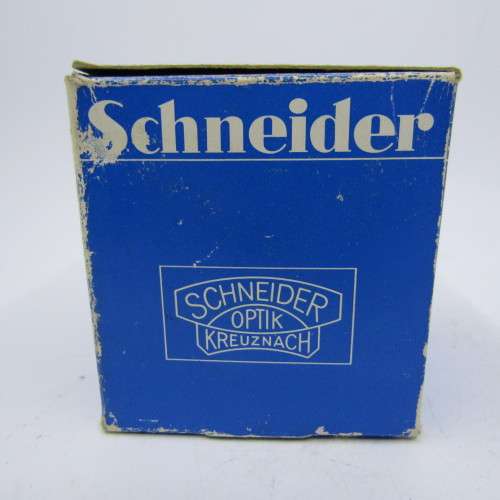 Schneider
SCHNEIDER
OPTIK
KREUZNACH